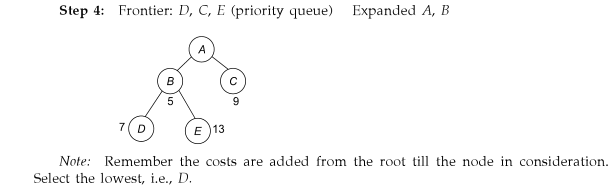 Step 4: Frontier: D, C, E (priority queue) Expanded A, B
A
B
C
5
9
7 D
E 13
Note: Remember the costs are added from the root till the node in consideration.
Select the lowest, i.e., D.